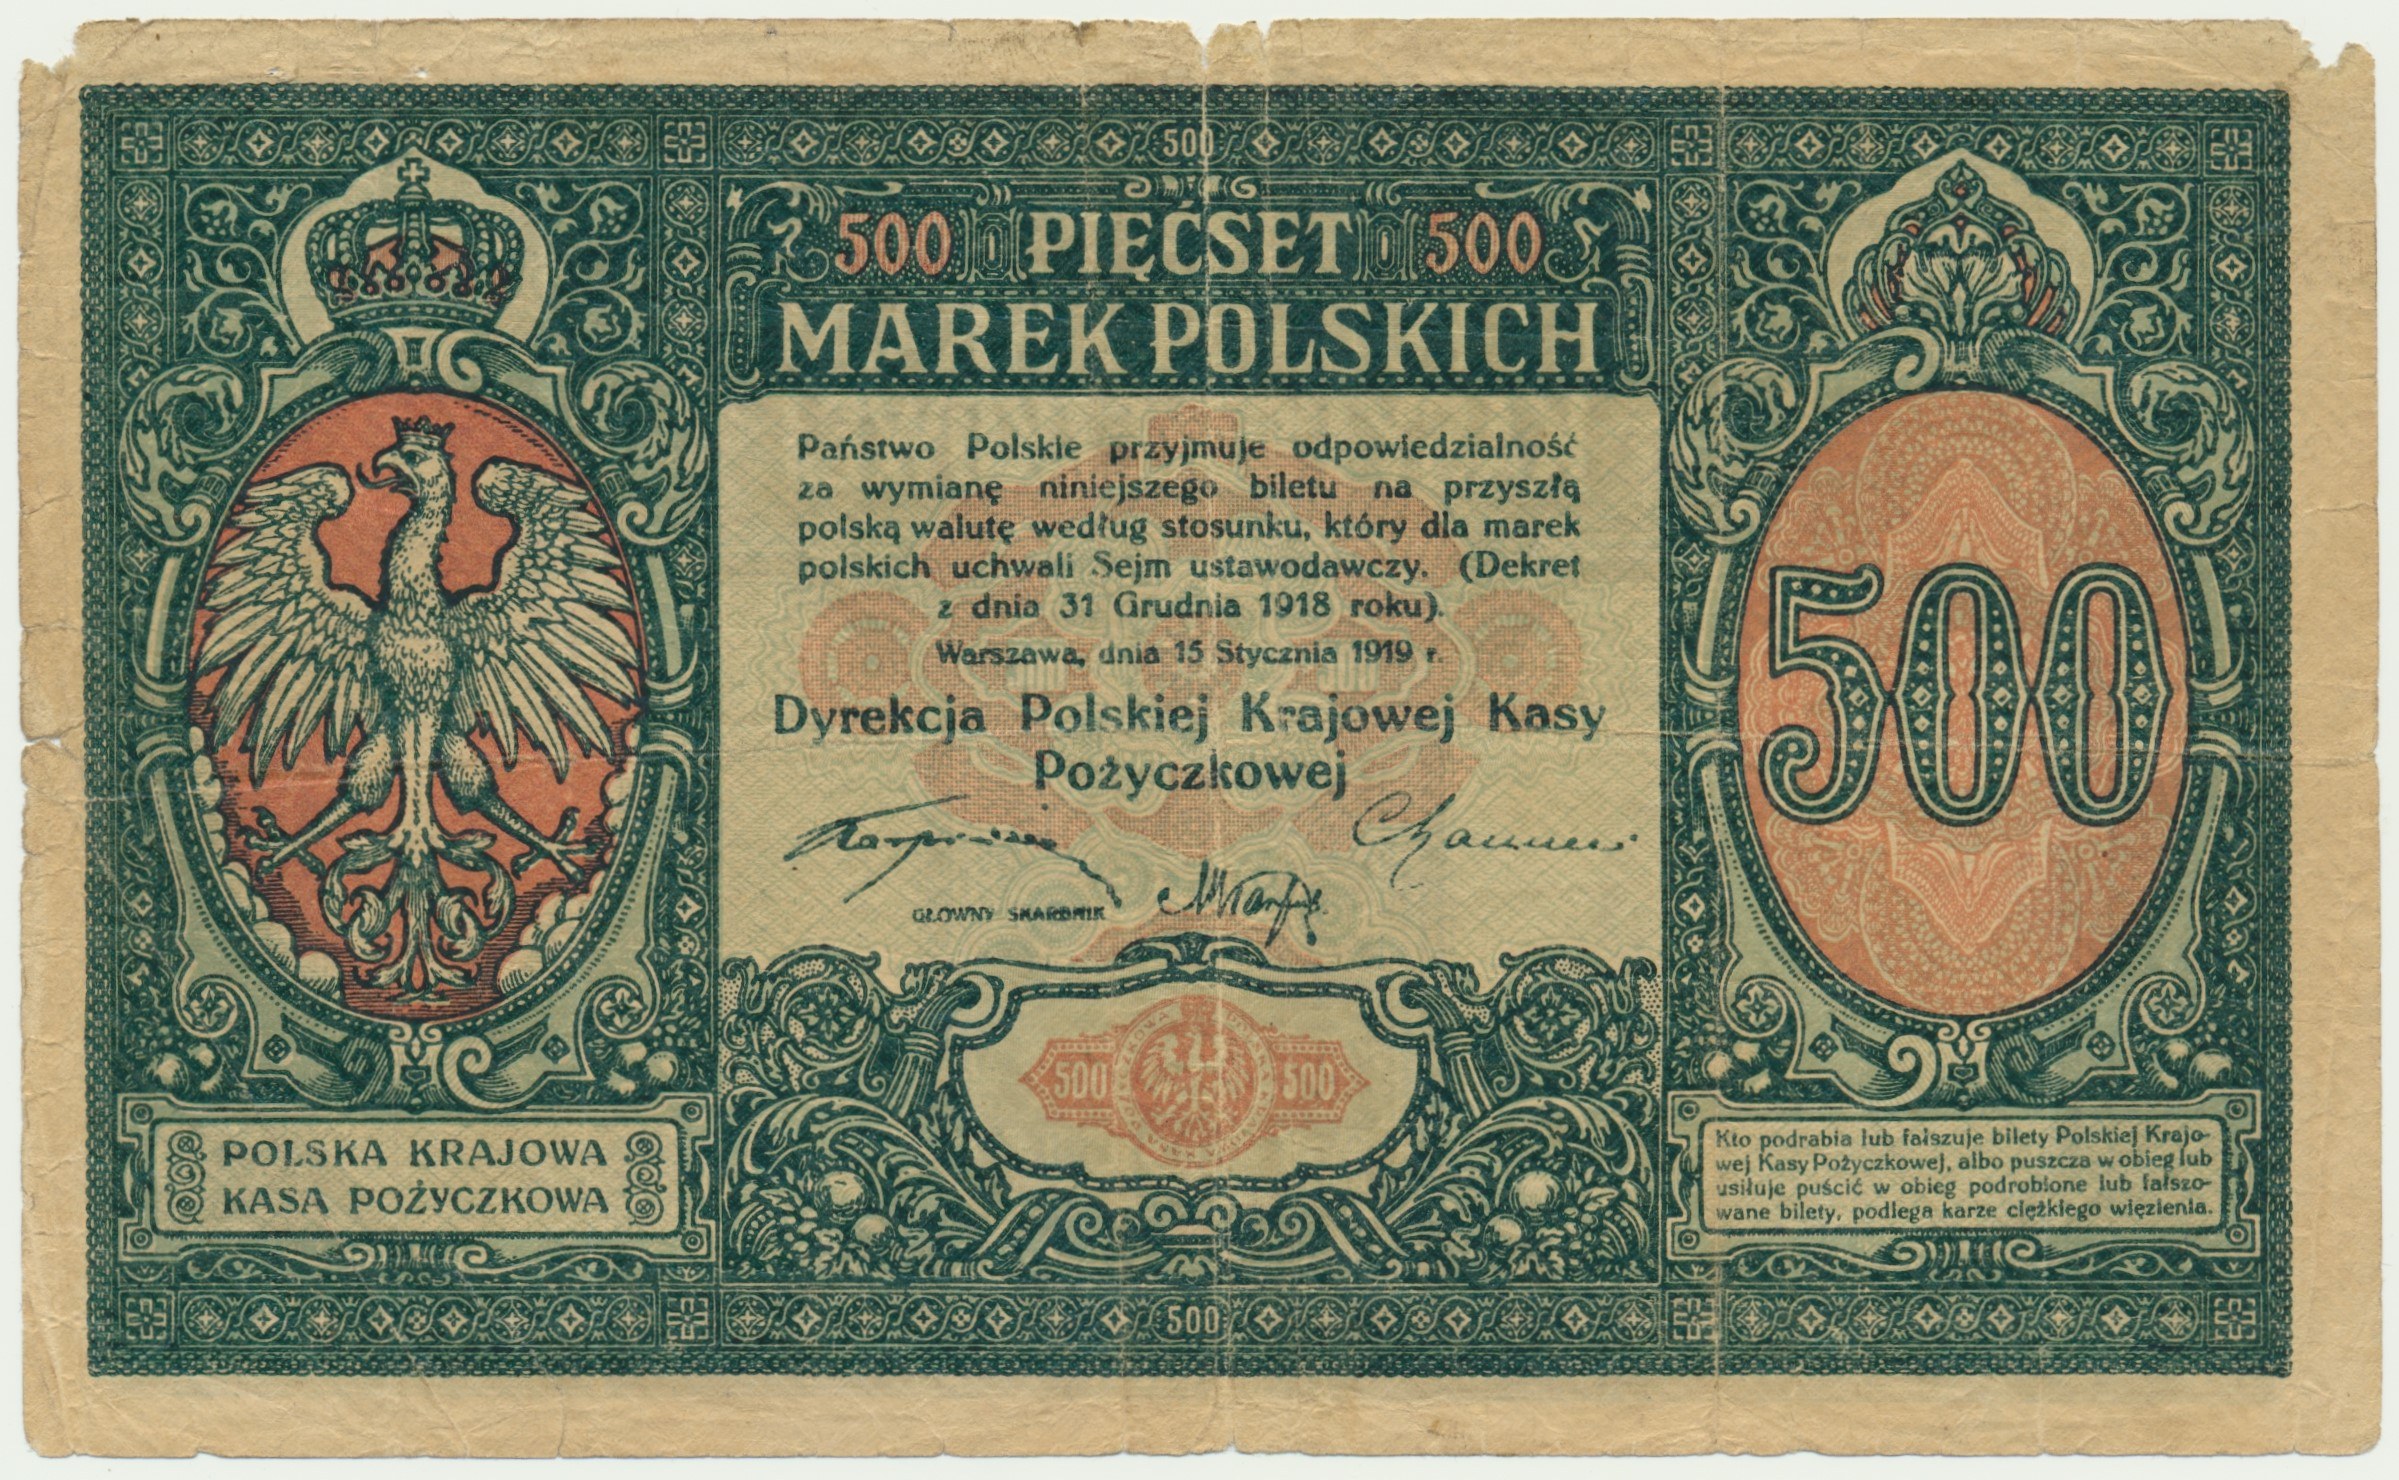 500
500 PIĘĆSET 500
MAREK POLSKICH
Państwo Polskie przyjmuje odpowiedzialność
za wymianę niniejszego biletu na przyszłą
polską walutę według stosunku, który dla marek
polskich uchwali Sejm ustawodawczy. (Dekret
z dnia 31 Grudnia 1918 roku).
Warszawa, dnia 15 Stycznia 1919 r.
Dyrekcja Polskiej Krajowej Kasy
Pożyczkowej
GŁOWNY SKARBNIK
500
500 500
POLSKA KRAJOWA
KASA POŻYCZKOWA
Kto podrabia lub fałszuje bilety Polskiej Krajo-
wej Kasy Pożyczkowej, albo puszcza w obieg lub
usiłuje puścić w obieg podrobione lub fałszo-
wane bilety, podlega karze ciężkiego więzienia.
500